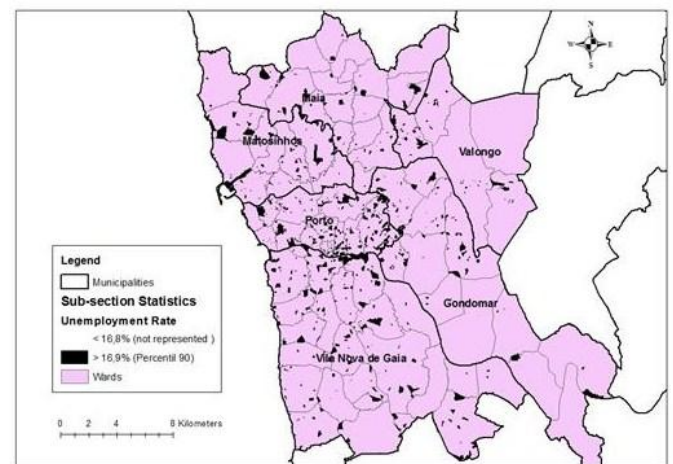 N
W E
S
Maia
Matosinhos
Valongo
Porto
Gondomar
Vila Nova de Gaia
Legend
Municipalities
Sub-section Statistics
Unemployment Rate
< 16,8% (not represented )
> 16,9% (Percentil 90)
Wards
0 2 4 8 Kilometers